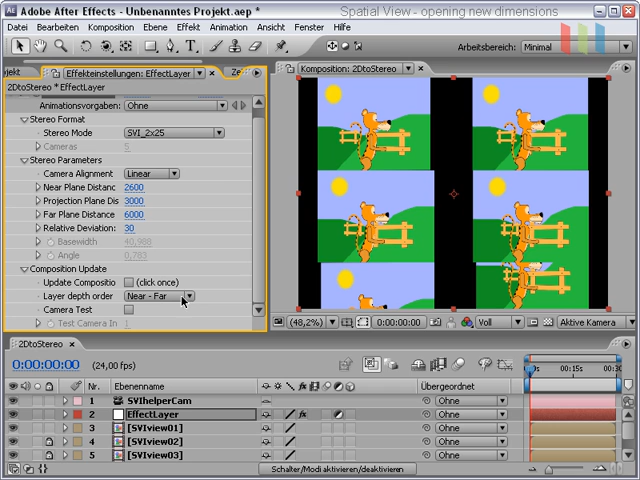 Adobe After Effects - Unbenanntes Projekt.aep *
Spatial View - opening new dimensions
Datei Bearbeiten Komposition Ebene Effekt Animation Ansicht Fenster Hilfe
Arbeitsbereich: Minimal
ojekt Effekteinstellungen: EffectLayer Ze
Komposition: 2DtoStereo
2DtoStereo * EffectLayer
Animationsvorgaben: Ohne
Stereo Format
Stereo Mode SVI_2x25
Cameras 5
Stereo Parameters
Camera Alignment Linear
Near Plane Distanc 2600
Projection Plane Dis 3000
Far Plane Distance 6000
Relative Deviation: 30
Basewidth 40,988
Angle 0,783
Composition Update
Update Compositio (click once)
Layer depth order Near - Far
Camera Test
Test Camera In 1
(48,2%) 0:00:00:00 Voll Aktive Kamera
2DtoStereo
0:00:00:00 (24,00 fps)
00s 00:15s 00:30s
Nr. Ebenenname Übergeordnet
1 SVIhelperCam Ohne
2 EffectLayer fx Ohne
3 [SVIview01] Ohne
4 [SVIview02] Ohne
5 [SVIview03] Ohne
Schalter/Modi aktivieren/deaktivieren